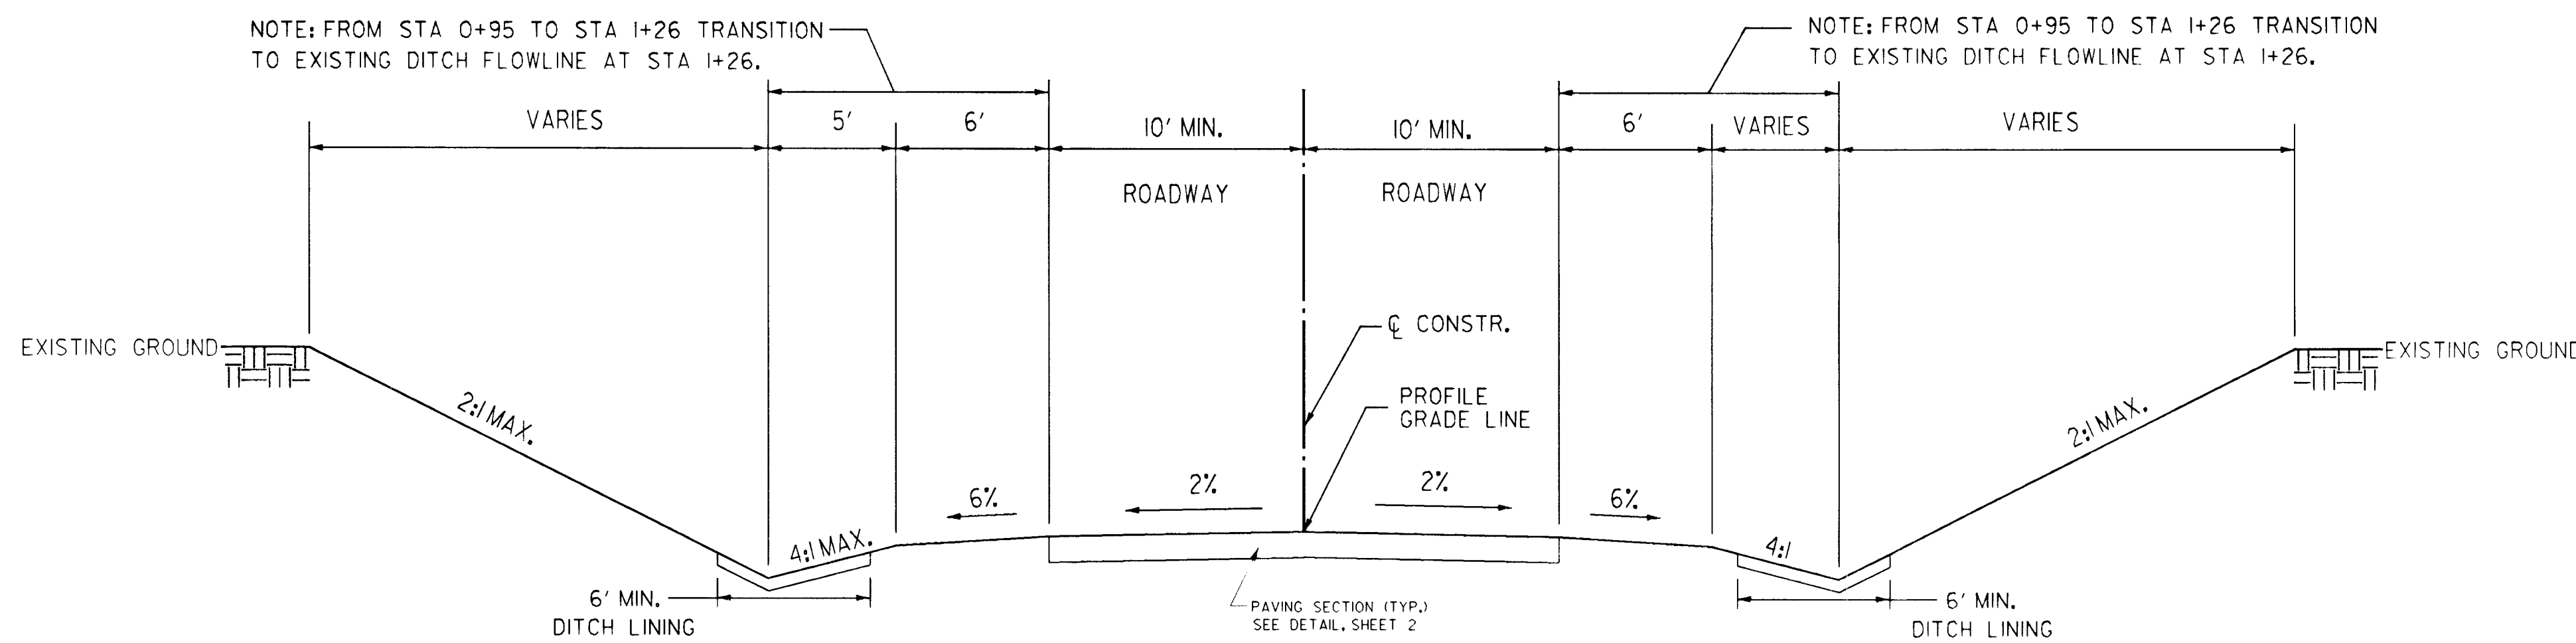 NOTE: FROM STA 0+95 TO STA 1+26 TRANSITION
TO EXISTING DITCH FLOWLINE AT STA 1+26.
NOTE: FROM STA 0+95 TO STA 1+26 TRANSITION
TO EXISTING DITCH FLOWLINE AT STA 1+26.
VARIES
5'
6'
10' MIN.
10' MIN.
6'
VARIES
VARIES
ROADWAY
ROADWAY
℄ CONSTR.
EXISTING GROUND
EXISTING GROUND
PROFILE
GRADE LINE
2:1 MAX.
2:1 MAX.
6%
2%
2%
6%
4:1 MAX.
4:1
6' MIN.
DITCH LINING
PAVING SECTION (TYP.)
SEE DETAIL, SHEET 2
6' MIN.
DITCH LINING